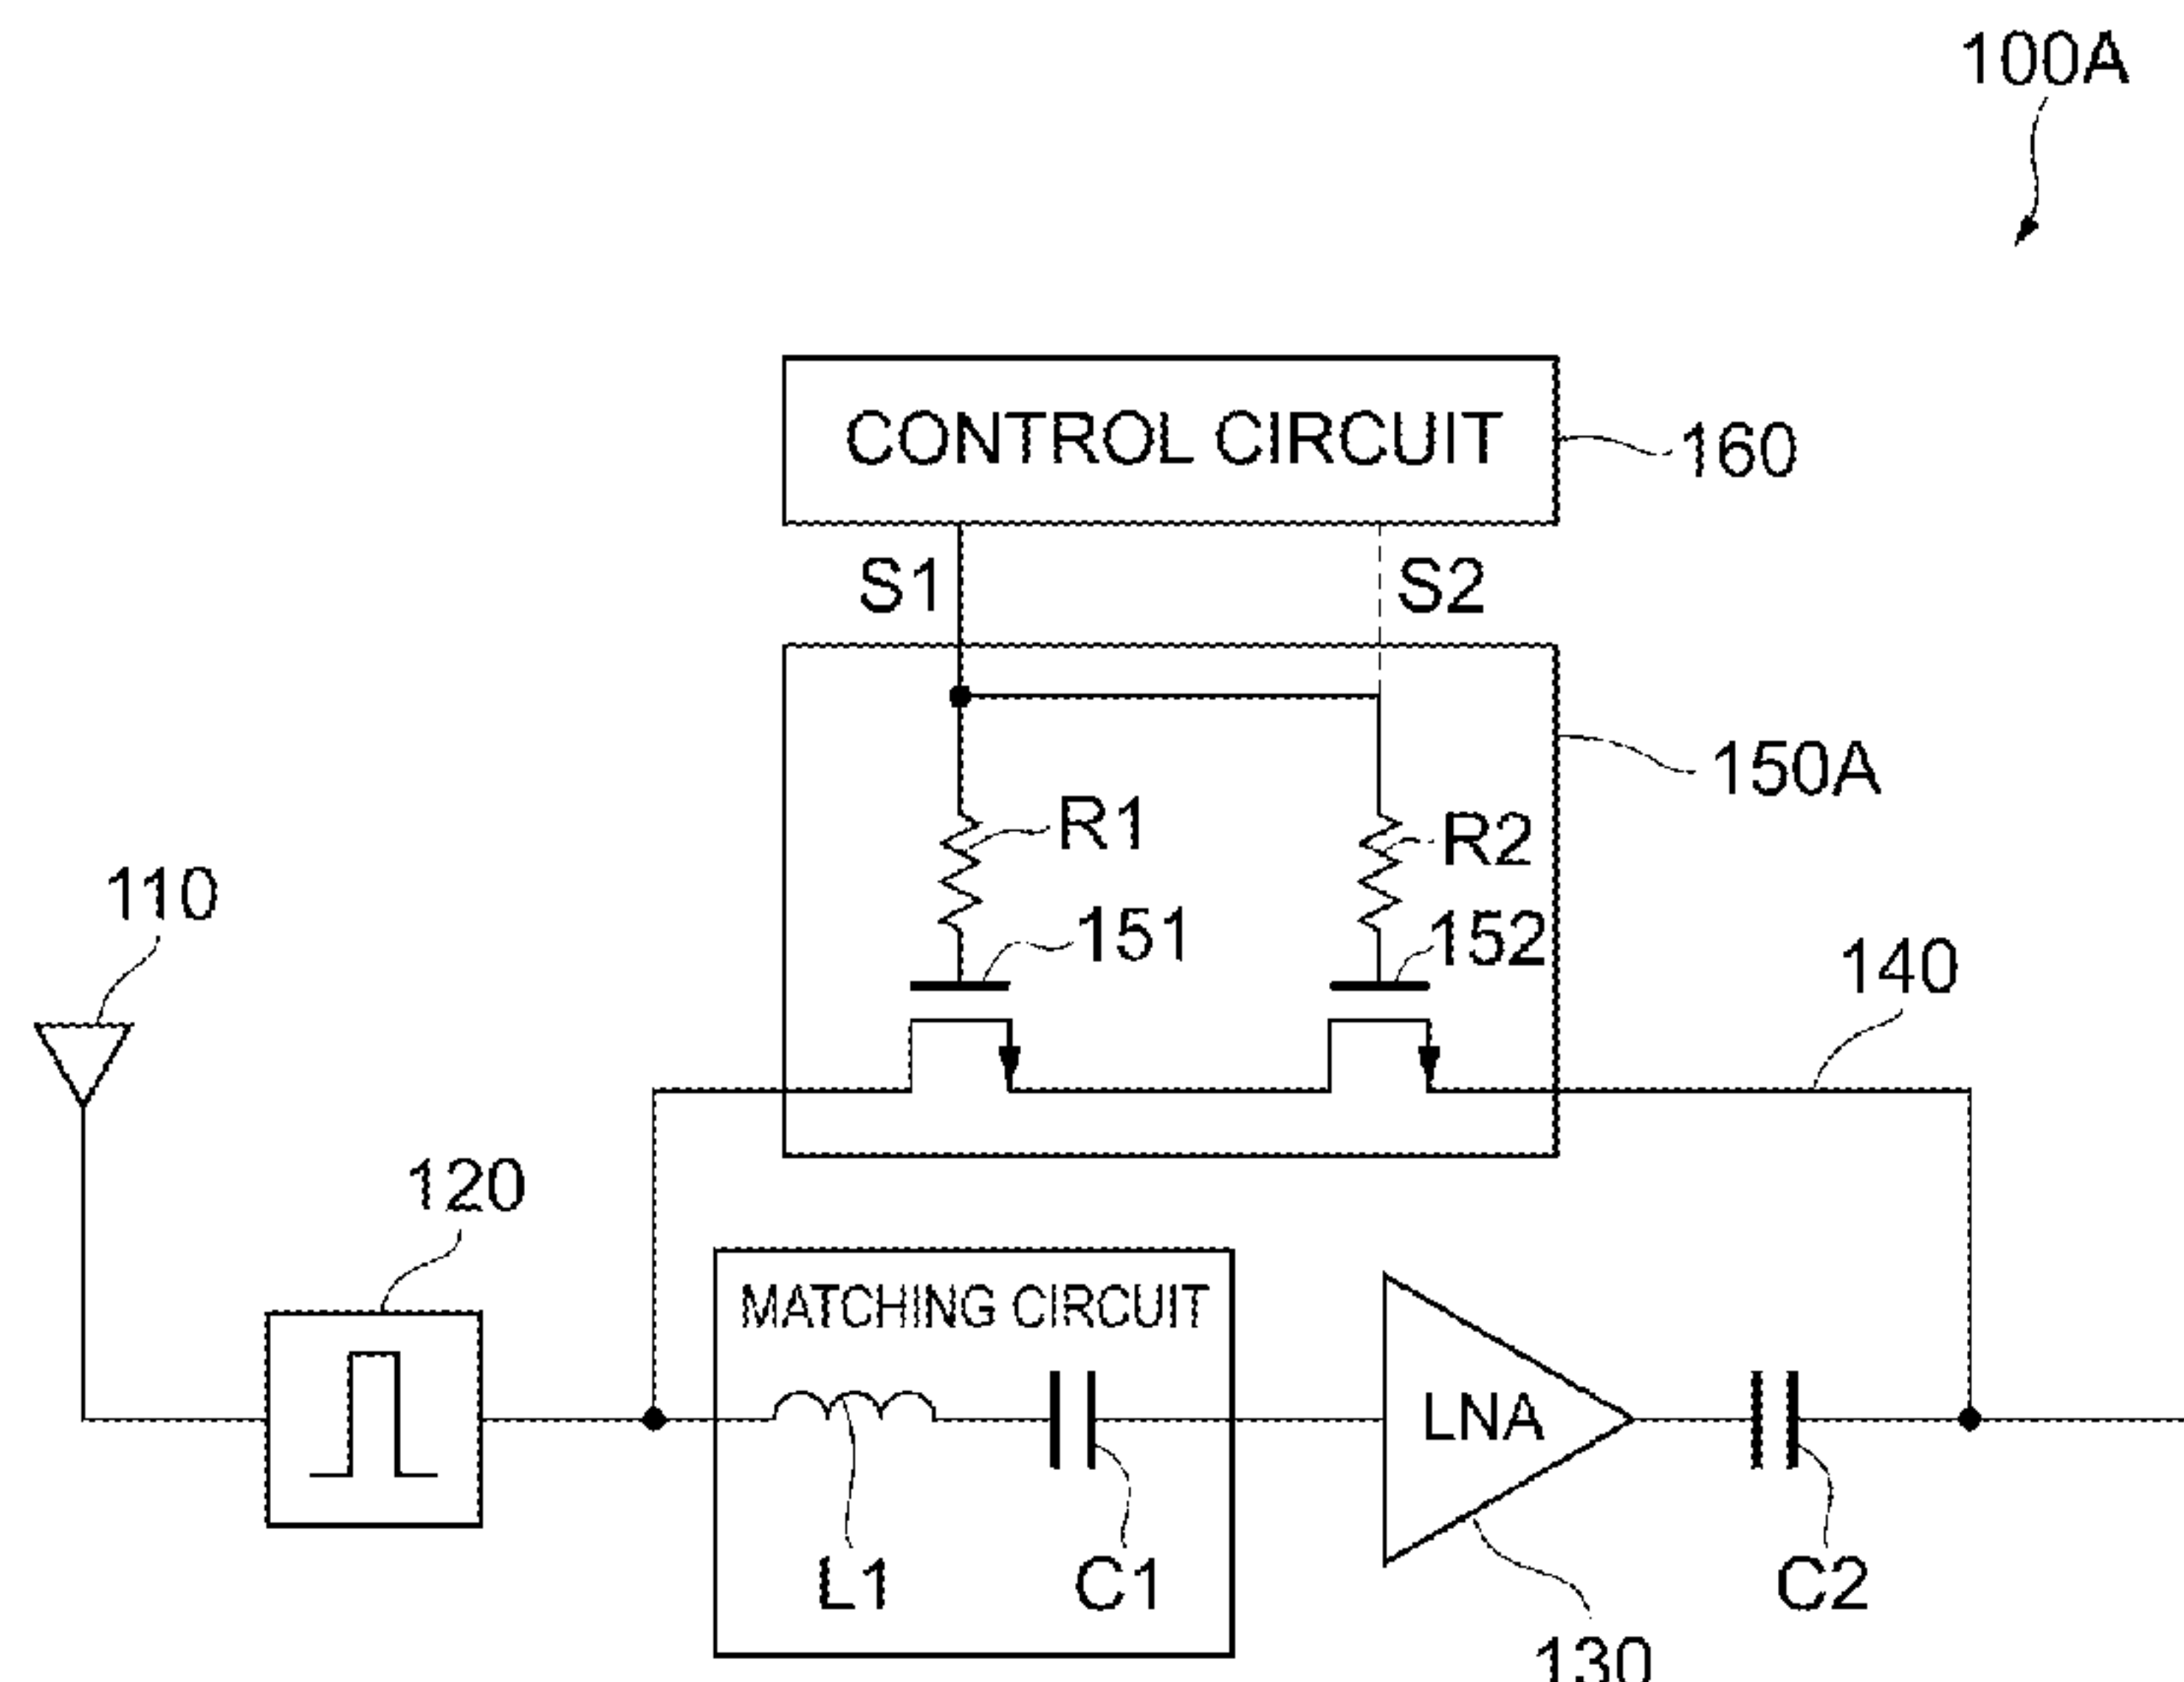 100A
CONTROL CIRCUIT
160
S1
S2
150A
R1
R2
110
151
152
140
120
MATCHING CIRCUIT
LNA
L1
C1
C2
130